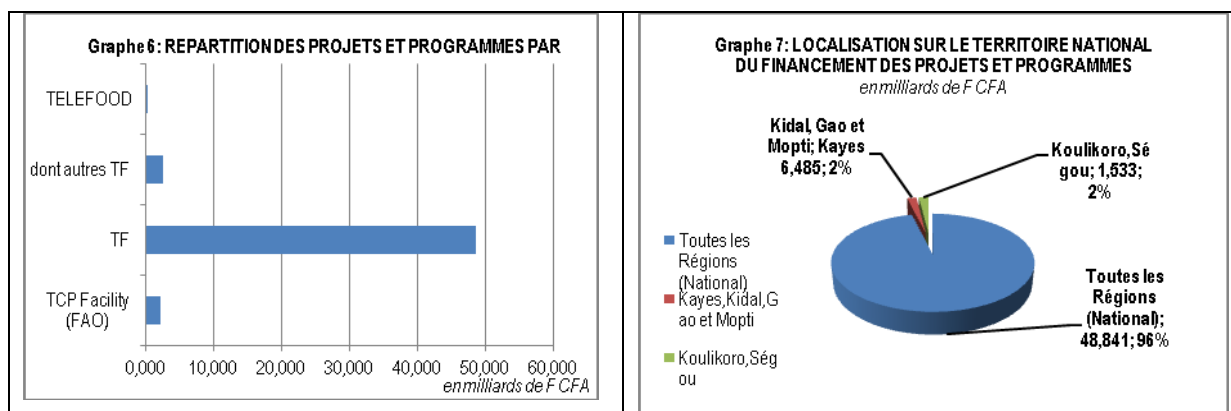 Graphe 6: REPARTITION DES PROJETS ET PROGRAMMES PAR
TELEFOOD
dont autres TF
TF
TCP Facility
(FAO)
0,000 10,000 20,000 30,000 40,000 50,000 60,000
en milliards de F CFA
Graphe 7: LOCALISATION SUR LE TERRITOIRE NATIONAL
DU FINANCEMENT DES PROJETS ET PROGRAMMES
en milliards de F CFA
Kidal, Gao et
Mopti; Kayes
6,485; 2%
Koulikoro,Sé
gou; 1,533;
2%
Toutes les
Régions
(National)
Kayes,Kidal,G
ao et Mopti
Koulikoro,Ség
ou
Toutes les
Régions
(National);
48,841; 96%